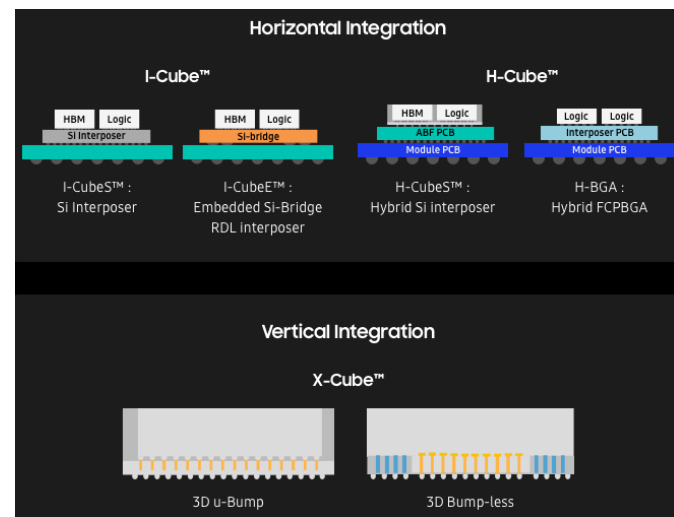 Horizontal Integration
I-Cube™
H-Cube™
HBM Logic
Si Interposer
HBM Logic
Si-bridge
HBM Logic
ABF PCB
Module PCB
Logic Logic
Interposer PCB
Module PCB
I-CubeS™ :
Si Interposer
I-CubeE™ :
Embedded Si-Bridge
RDL interposer
H-CubeS™ :
Hybrid Si interposer
H-BGA :
Hybrid FCPBGA
Vertical Integration
X-Cube™
3D u-Bump
3D Bump-less